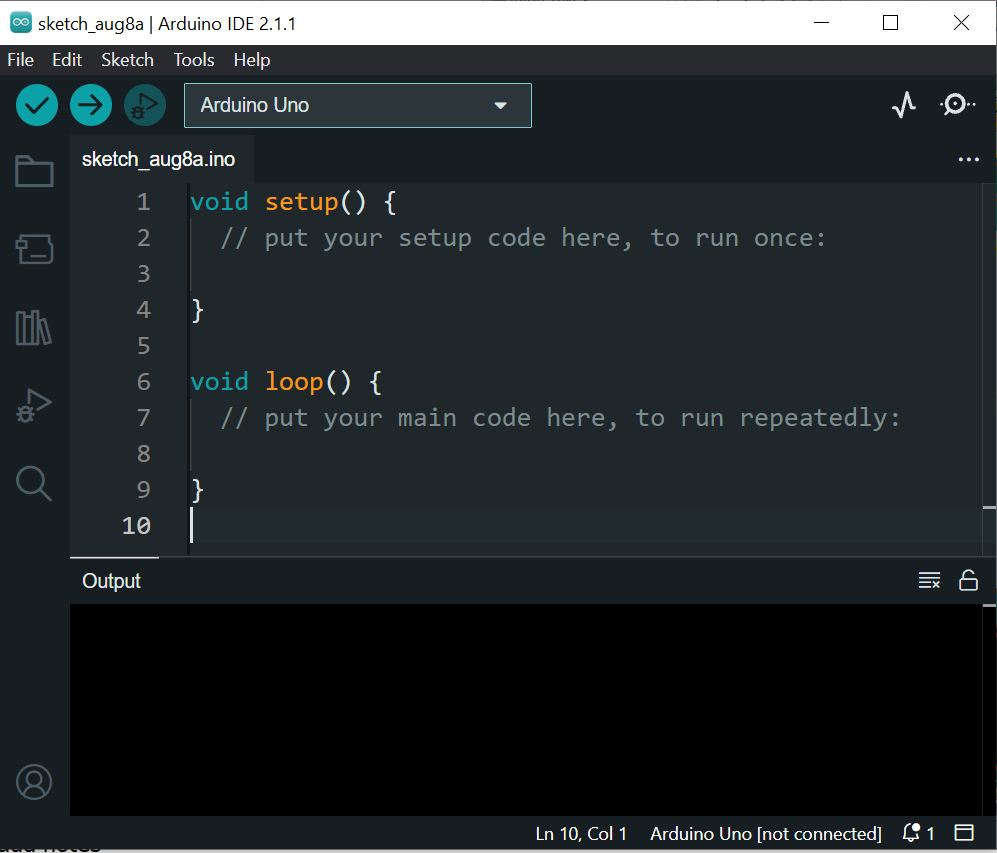 sketch_aug8a | Arduino IDE 2.1.1
File Edit Sketch Tools Help
Arduino Uno
sketch_aug8a.ino
1 void setup() {
2 // put your setup code here, to run once:
3
4 }
5
6 void loop() {
7 // put your main code here, to run repeatedly:
8
9 }
10
Output
Ln 10, Col 1 Arduino Uno [not connected] 1